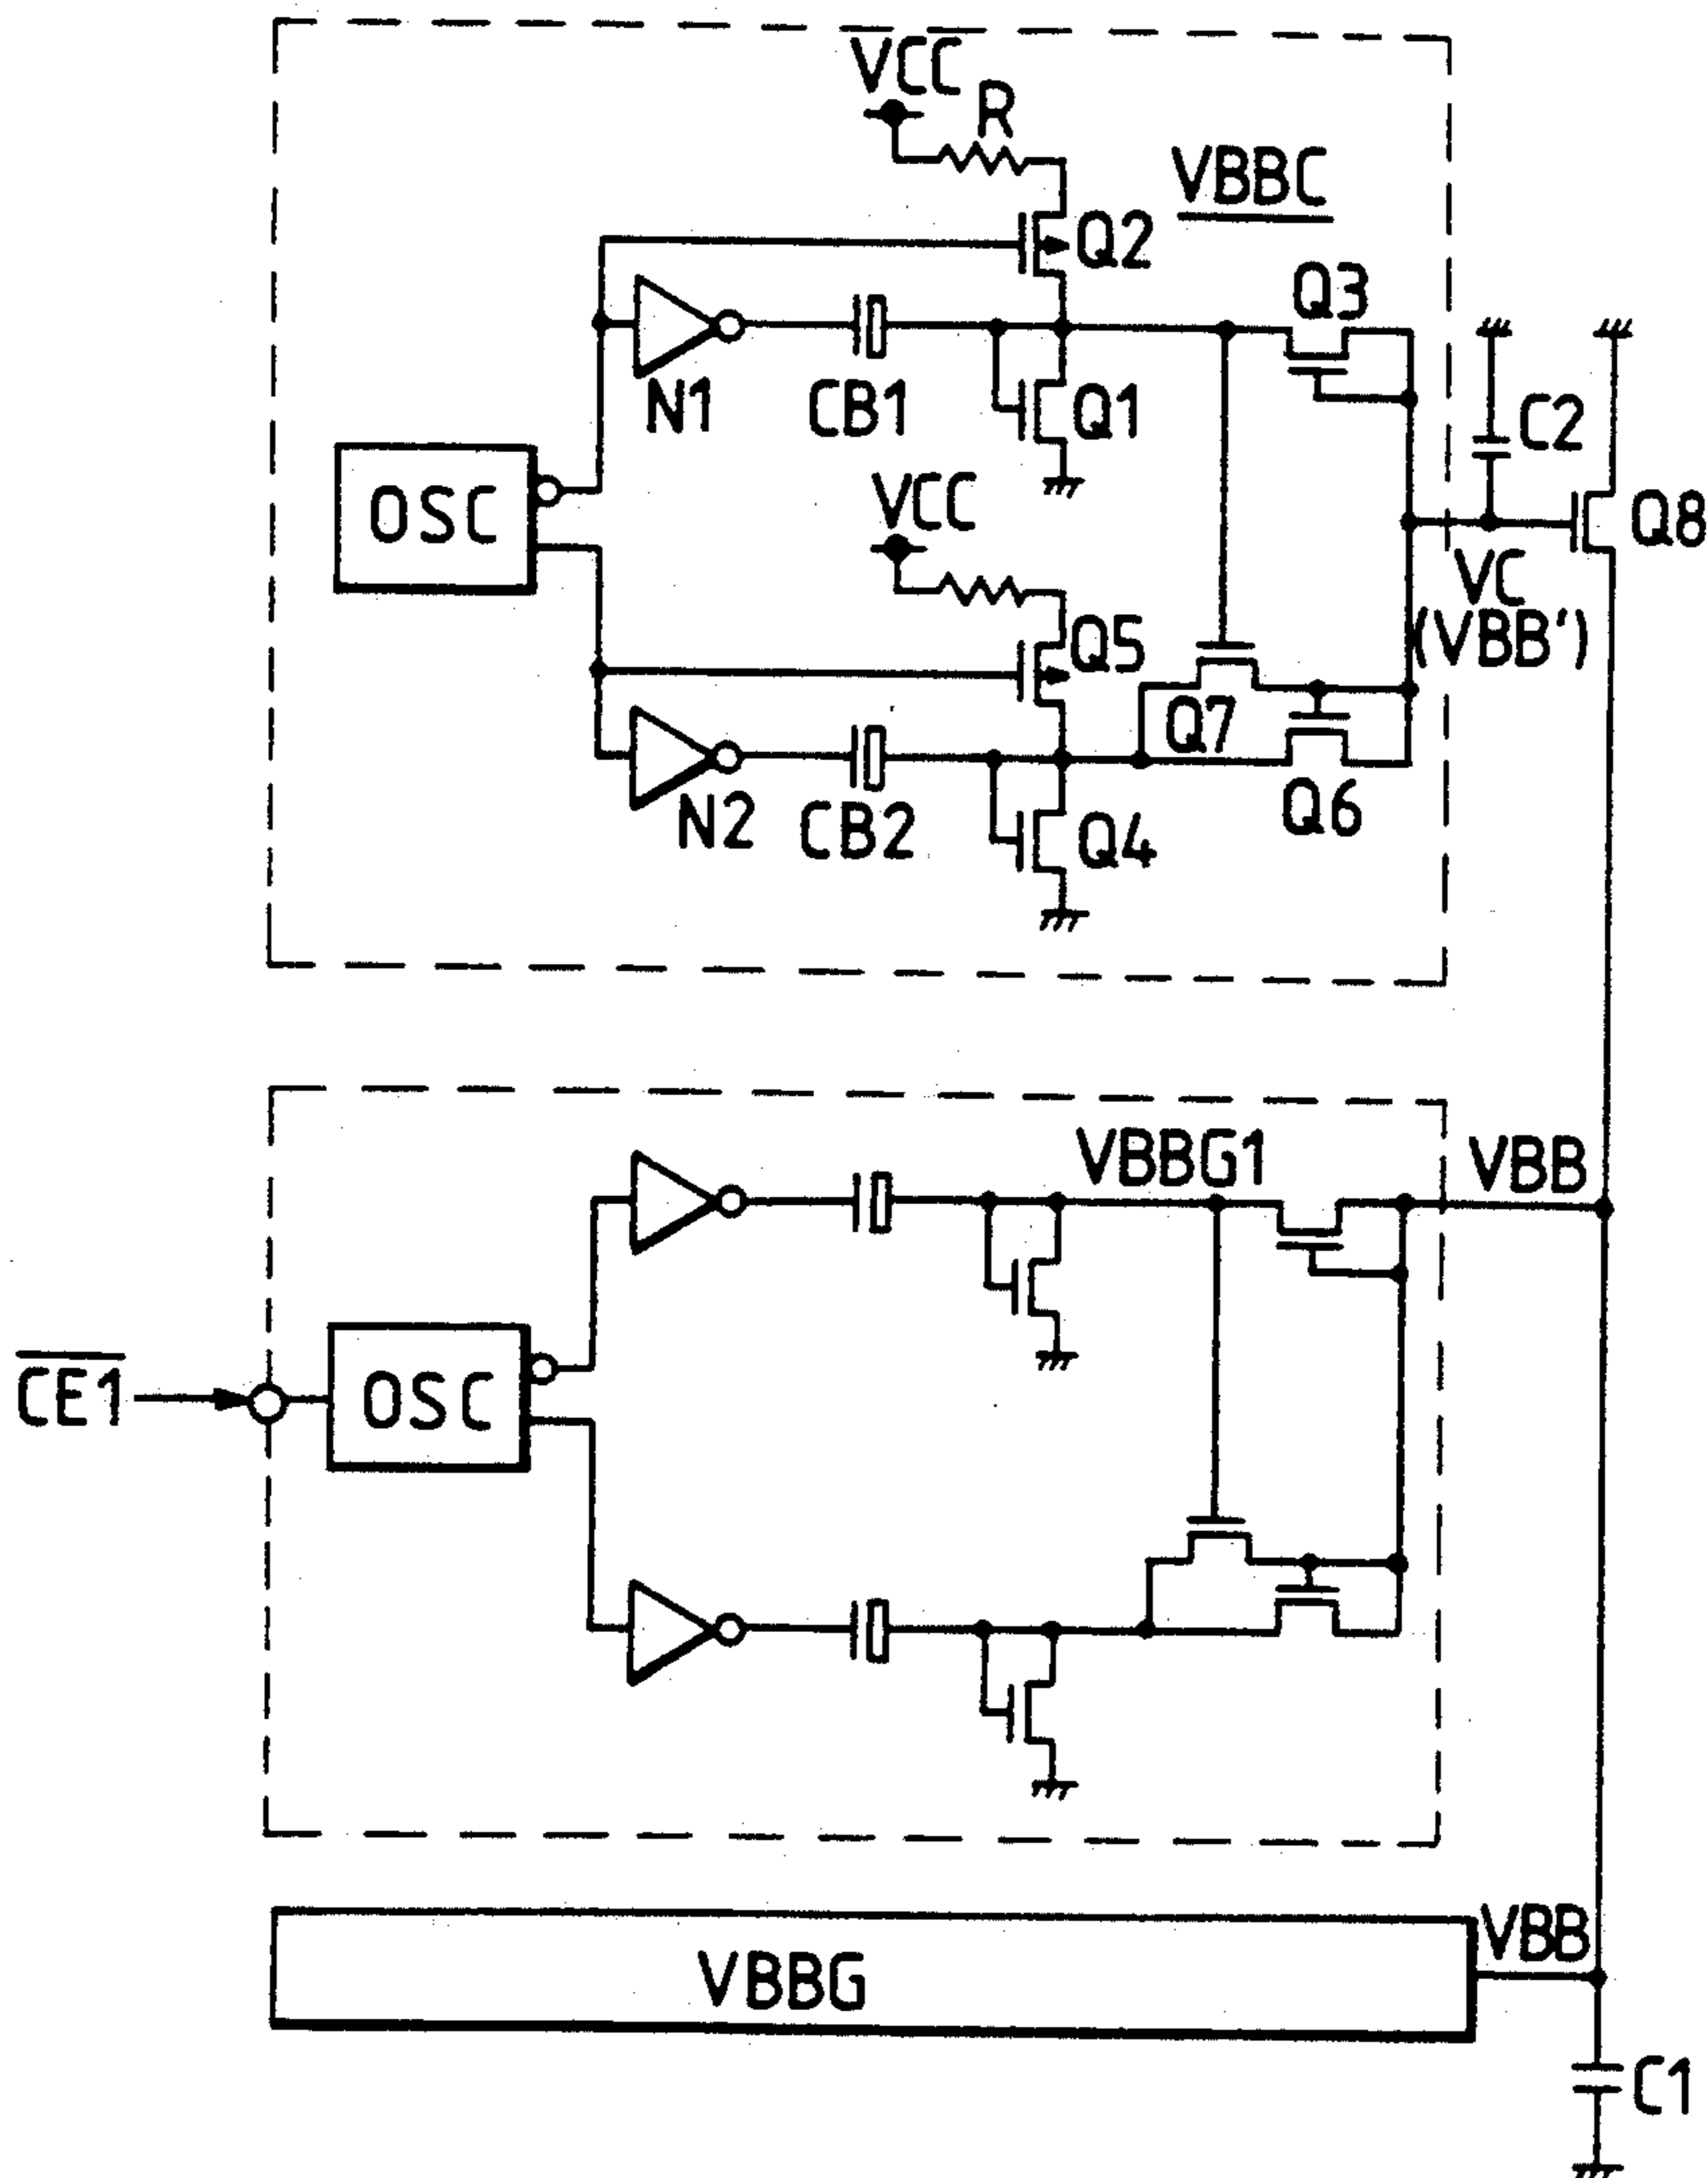 VCC
R
VBBC
Q2
Q3
N1
CB1
Q1
C2
OSC
VCC
Q8
VC
(VBB')
Q5
Q7
N2
CB2
Q4
Q6
VBBG1
VBB
CE1
OSC
VBB
VBBG
C1